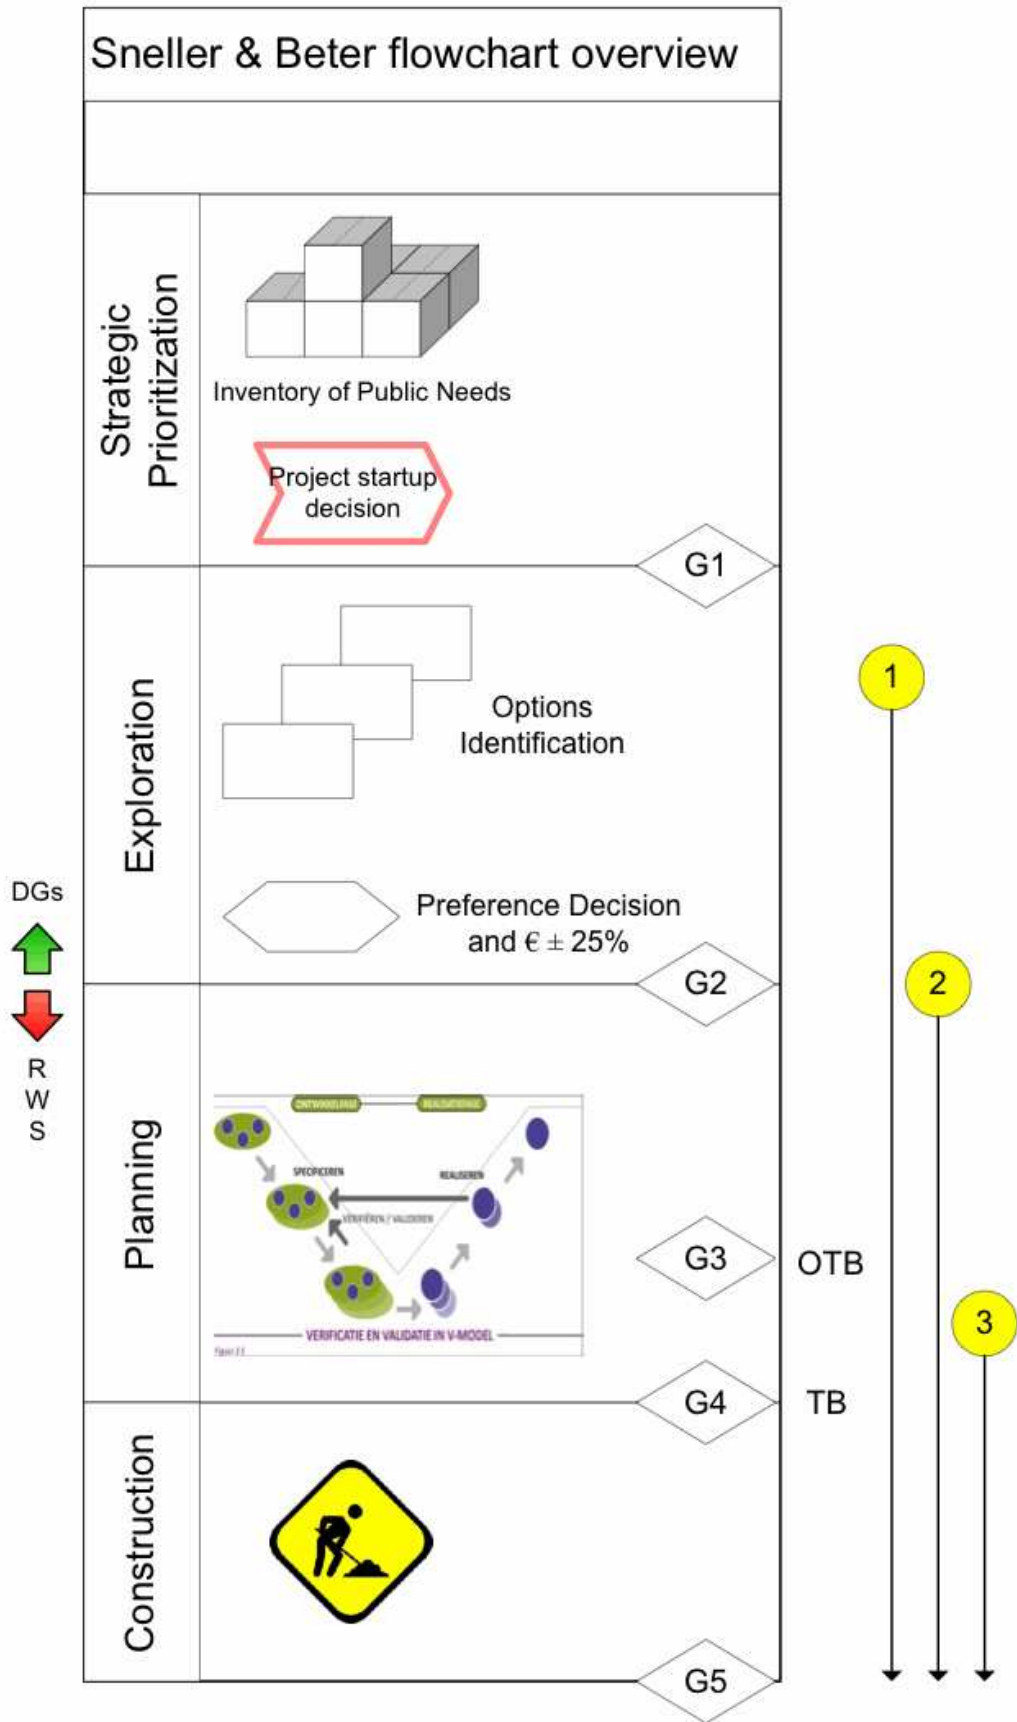 Sneller & Beter flowchart overview
Strategic
Prioritization
Inventory of Public Needs
Project startup
decision
G1
Exploration
Options
Identification
1
Preference Decision
and € ± 25%
G2
2
DGs
R
W
S
Planning
SPECIFICEREN
REALISEREN
VERIFIËREN / VALIDEREN
VERIFICATIE EN VALIDATIE IN V-MODEL
G3
OTB
3
G4
TB
Construction
G5